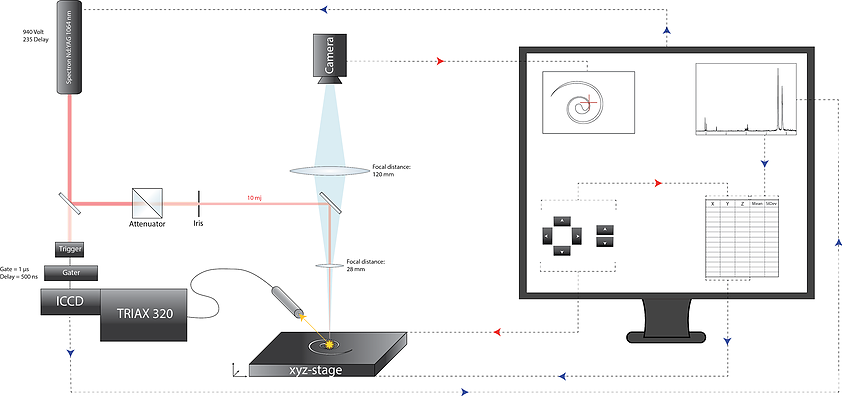 940 Volt
235 Delay
Spectron Nd:YAG 1064 nm
Camera
Focal distance:
120 mm
10 mj
Attenuator
Iris
Trigger
Gate = 1 µs
Delay = 500 ns
Gater
Focal distance:
28 mm
ICCD
TRIAX 320
xyz-stage
X Y Z Mean StDev